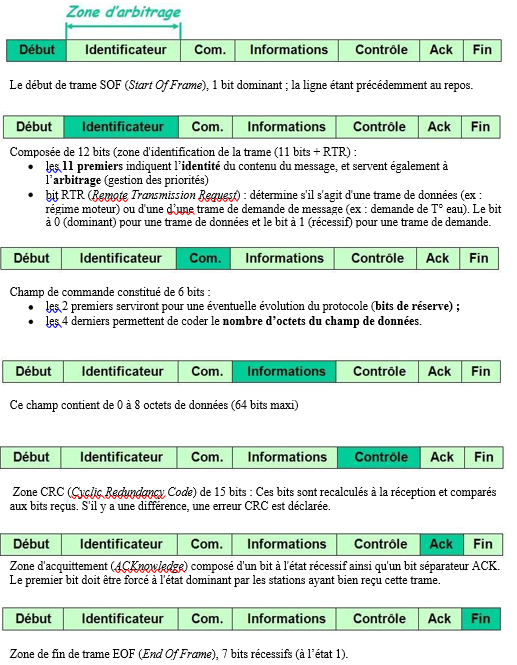 Zone d'arbitrage
Début Identificateur Com. Informations Contrôle Ack Fin
Le début de trame SOF (Start Of Frame), 1 bit dominant ; la ligne étant précédemment au repos.
Début Identificateur Com. Informations Contrôle Ack Fin
Composée de 12 bits (zone d'identification de la trame (11 bits + RTR) :
• les 11 premiers indiquent l'identité du contenu du message, et servent également à
l'arbitrage (gestion des priorités)
• bit RTR (Remote Transmission Request) : détermine s'il s'agit d'une trame de données (ex :
régime moteur) ou d'une d'une trame de demande de message (ex : demande de T° eau). Le bit
à 0 (dominant) pour une trame de données et le bit à 1 (récessif) pour une trame de demande.
Début Identificateur Com. Informations Contrôle Ack Fin
Champ de commande constitué de 6 bits :
• les 2 premiers serviront pour une éventuelle évolution du protocole (bits de réserve) ;
• les 4 derniers permettent de coder le nombre d'octets du champ de données.
Début Identificateur Com. Informations Contrôle Ack Fin
Ce champ contient de 0 à 8 octets de données (64 bits maxi)
Début Identificateur Com. Informations Contrôle Ack Fin
Zone CRC (Cyclic Redundancy Code) de 15 bits : Ces bits sont recalculés à la réception et comparés
aux bits reçus. S'il y a une différence, une erreur CRC est déclarée.
Début Identificateur Com. Informations Contrôle Ack Fin
Zone d'acquittement (ACKnowledge) composé d'un bit à l'état récessif ainsi qu'un bit séparateur ACK.
Le premier bit doit être forcé à l'état dominant par les stations ayant bien reçu cette trame.
Début Identificateur Com. Informations Contrôle Ack Fin
Zone de fin de trame EOF (End Of Frame), 7 bits récessifs (à l'état 1).